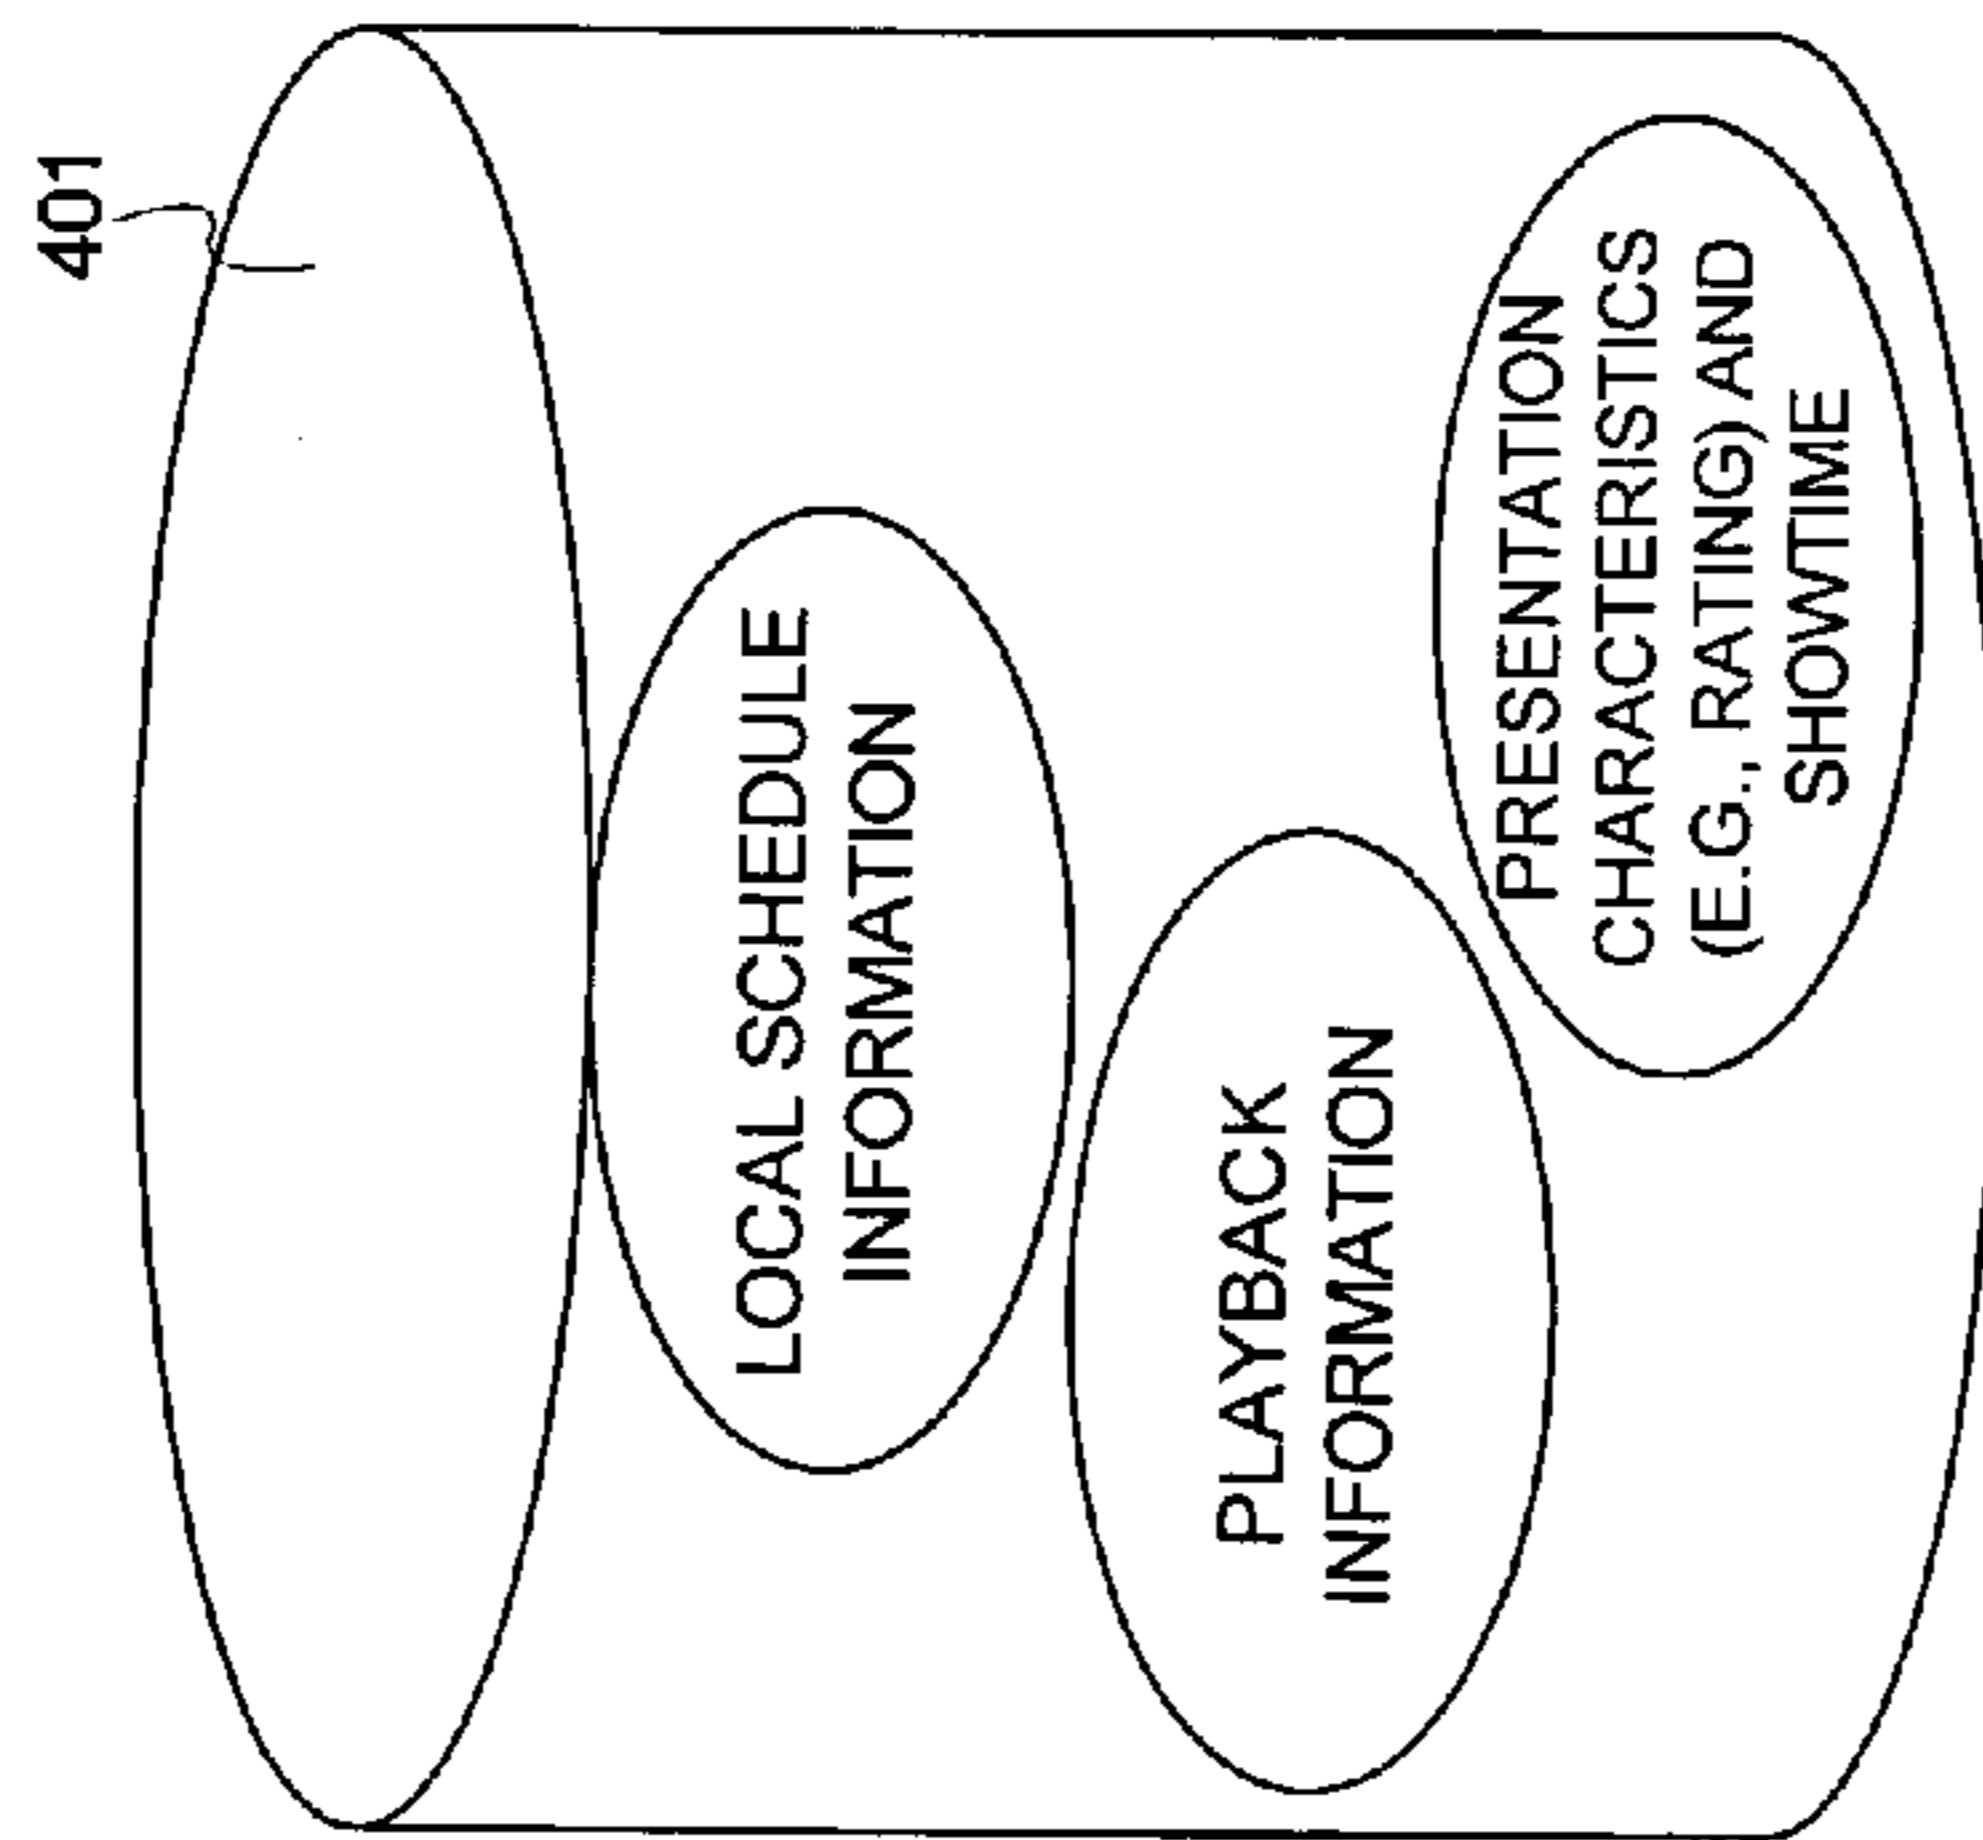 401
LOCAL SCHEDULE
INFORMATION
PLAYBACK
INFORMATION
PRESENTATION
CHARACTERISTICS
(E.G., RATING) AND
SHOWTIME